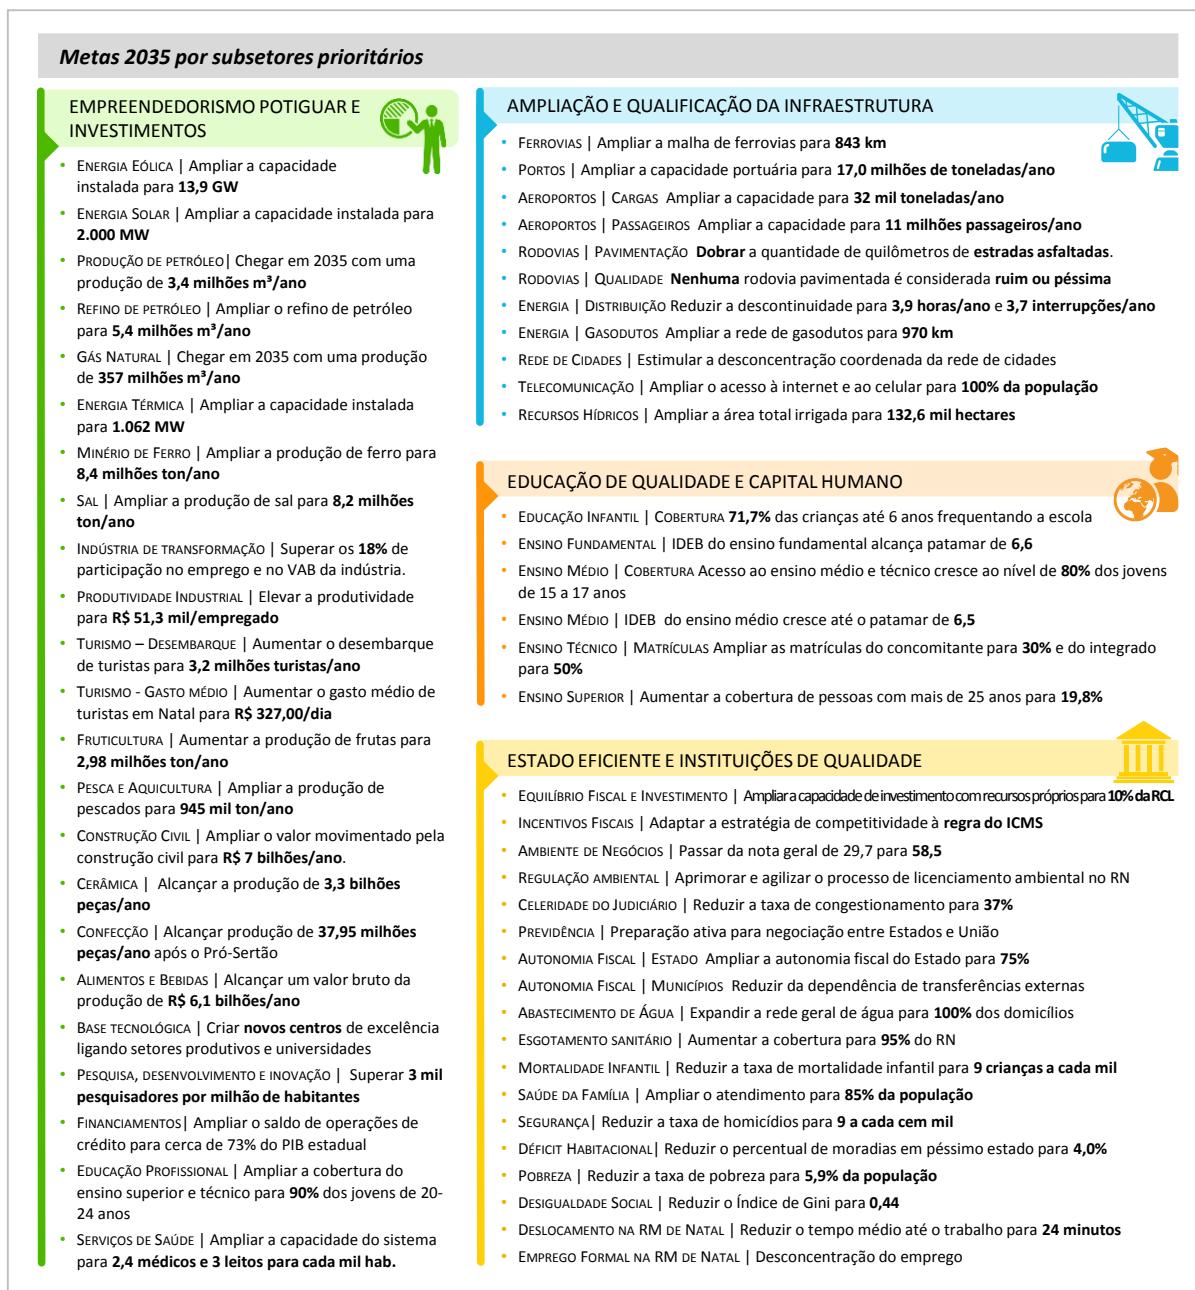 Metas 2035 por subsetores prioritários
EMPREENDEDORISMO POTIGUAR E
INVESTIMENTOS
• ENERGIA EÓLICA | Ampliar a capacidade
instalada para 13,9 GW
• ENERGIA SOLAR | Ampliar a capacidade instalada para
2.000 MW
• PRODUÇÃO DE PETRÓLEO| Chegar em 2035 com uma
produção de 3,4 milhões m³/ano
• REFINO DE PETRÓLEO | Ampliar o refino de petróleo
para 5,4 milhões m³/ano
• GÁS NATURAL | Chegar em 2035 com uma produção
de 357 milhões m³/ano
• ENERGIA TÉRMICA | Ampliar a capacidade instalada
para 1.062 MW
• MINÉRIO DE FERRO | Ampliar a produção de ferro para
8,4 milhões ton/ano
• SAL | Ampliar a produção de sal para 8,2 milhões
ton/ano
• INDÚSTRIA DE TRANSFORMAÇÃO | Superar os 18% de
participação no emprego e no VAB da indústria.
• PRODUTIVIDADE INDUSTRIAL | Elevar a produtividade
para R$ 51,3 mil/empregado
• TURISMO – DESEMBARQUE | Aumentar o desembarque
de turistas para 3,2 milhões turistas/ano
• TURISMO - GASTO MÉDIO | Aumentar o gasto médio de
turistas em Natal para R$ 327,00/dia
• FRUTICULTURA | Aumentar a produção de frutas para
2,98 milhões ton/ano
• PESCA E AQUICULTURA | Ampliar a produção de
pescados para 945 mil ton/ano
• CONSTRUÇÃO CIVIL | Ampliar o valor movimentado pela
construção civil para R$ 7 bilhões/ano.
• CERÂMICA | Alcançar a produção de 3,3 bilhões
peças/ano
• CONFECÇÃO | Alcançar produção de 37,95 milhões
peças/ano após o Pró-Sertão
• ALIMENTOS E BEBIDAS | Alcançar um valor bruto da
produção de R$ 6,1 bilhões/ano
• BASE TECNOLÓGICA | Criar novos centros de excelência
ligando setores produtivos e universidades
• PESQUISA, DESENVOLVIMENTO E INOVAÇÃO | Superar 3 mil
pesquisadores por milhão de habitantes
• FINANCIAMENTOS| Ampliar o saldo de operações de
crédito para cerca de 73% do PIB estadual
• EDUCAÇÃO PROFISSIONAL | Ampliar a cobertura do
ensino superior e técnico para 90% dos jovens de 20-
24 anos
• SERVIÇOS DE SAÚDE | Ampliar a capacidade do sistema
para 2,4 médicos e 3 leitos para cada mil hab.
AMPLIAÇÃO E QUALIFICAÇÃO DA INFRAESTRUTURA
• FERROVIAS | Ampliar a malha de ferrovias para 843 km
• PORTOS | Ampliar a capacidade portuária para 17,0 milhões de toneladas/ano
• AEROPORTOS | CARGAS Ampliar a capacidade para 32 mil toneladas/ano
• AEROPORTOS | PASSAGEIROS Ampliar a capacidade para 11 milhões passageiros/ano
• RODOVIAS | PAVIMENTAÇÃO Dobrar a quantidade de quilômetros de estradas asfaltadas.
• RODOVIAS | QUALIDADE Nenhuma rodovia pavimentada é considerada ruim ou péssima
• ENERGIA | DISTRIBUIÇÃO Reduzir a descontinuidade para 3,9 horas/ano e 3,7 interrupções/ano
• ENERGIA | GASODUTOS Ampliar a rede de gasodutos para 970 km
• REDE DE CIDADES | Estimular a desconcentração coordenada da rede de cidades
• TELECOMUNICAÇÃO | Ampliar o acesso à internet e ao celular para 100% da população
• RECURSOS HÍDRICOS | Ampliar a área total irrigada para 132,6 mil hectares
EDUCAÇÃO DE QUALIDADE E CAPITAL HUMANO
• EDUCAÇÃO INFANTIL | COBERTURA 71,7% das crianças até 6 anos frequentando a escola
• ENSINO FUNDAMENTAL | IDEB do ensino fundamental alcança patamar de 6,6
• ENSINO MÉDIO | COBERTURA Acesso ao ensino médio e técnico cresce ao nível de 80% dos jovens
de 15 a 17 anos
• ENSINO MÉDIO | IDEB do ensino médio cresce até o patamar de 6,5
• ENSINO TÉCNICO | MATRÍCULAS Ampliar as matrículas do concomitante para 30% e do integrado
para 50%
• ENSINO SUPERIOR | Aumentar a cobertura de pessoas com mais de 25 anos para 19,8%
ESTADO EFICIENTE E INSTITUIÇÕES DE QUALIDADE
• EQUILÍBRIO FISCAL E INVESTIMENTO | Ampliar a capacidade de investimento com recursos próprios para 10% da RCL
• INCENTIVOS FISCAIS | Adaptar a estratégia de competitividade à regra do ICMS
• AMBIENTE DE NEGÓCIOS | Passar da nota geral de 29,7 para 58,5
• REGULAÇÃO AMBIENTAL | Aprimorar e agilizar o processo de licenciamento ambiental no RN
• CELERIDADE DO JUDICIÁRIO | Reduzir a taxa de congestionamento para 37%
• PREVIDÊNCIA | Preparação ativa para negociação entre Estados e União
• AUTONOMIA FISCAL | ESTADO Ampliar a autonomia fiscal do Estado para 75%
• AUTONOMIA FISCAL | MUNICÍPIOS Reduzir da dependência de transferências externas
• ABASTECIMENTO DE ÁGUA | Expandir a rede geral de água para 100% dos domicílios
• ESGOTAMENTO SANITÁRIO | Aumentar a cobertura para 95% do RN
• MORTALIDADE INFANTIL | Reduzir a taxa de mortalidade infantil para 9 crianças a cada mil
• SAÚDE DA FAMÍLIA | Ampliar o atendimento para 85% da população
• SEGURANÇA| Reduzir a taxa de homicídios para 9 a cada cem mil
• DÉFICIT HABITACIONAL| Reduzir o percentual de moradias em péssimo estado para 4,0%
• POBREZA | Reduzir a taxa de pobreza para 5,9% da população
• DESIGUALDADE SOCIAL | Reduzir o Índice de Gini para 0,44
• DESLOCAMENTO NA RM DE NATAL | Reduzir o tempo médio até o trabalho para 24 minutos
• EMPREGO FORMAL NA RM DE NATAL | Desconcentração do emprego